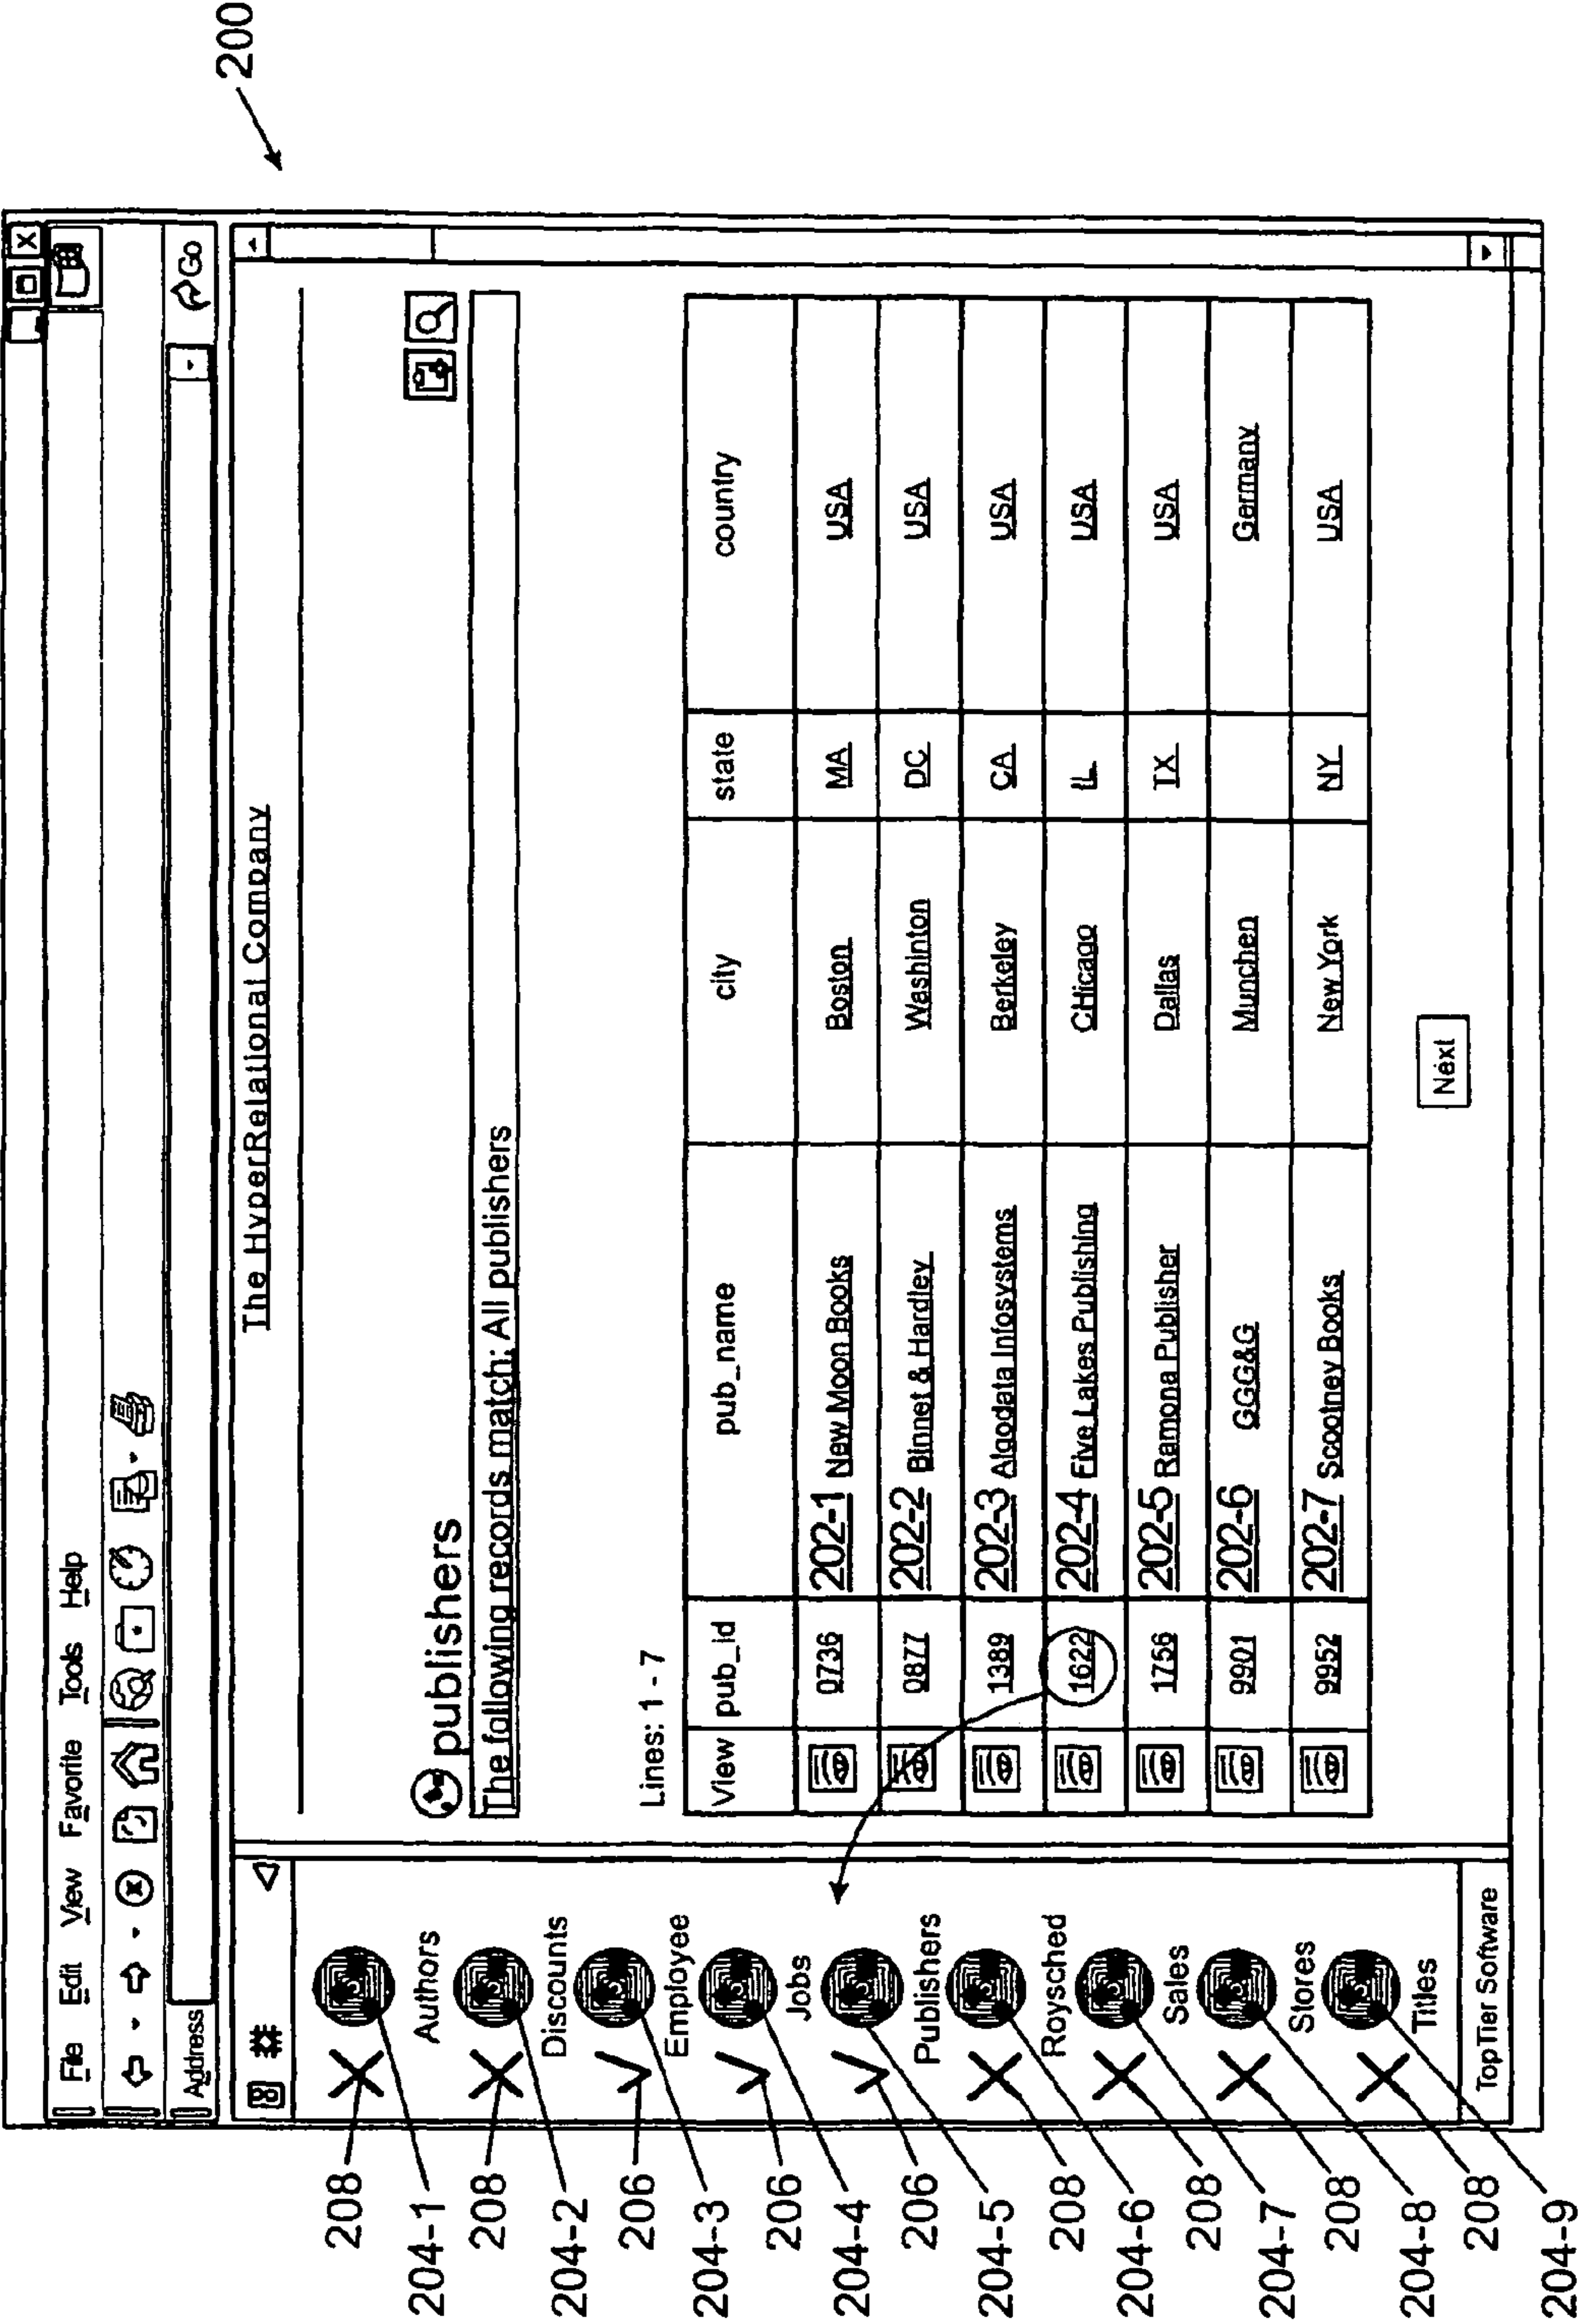 200
File Edit View Favorite Tools Help
Address
Go
The HyperRelational Company
publishers
The following records match: All publishers
Lines: 1 - 7
View pub_id pub_name city state country
0736 202-1 New Moon Books Boston MA USA
0877 202-2 Binnet & Hardley Washinton DC USA
1389 202-3 Algodata Infosystems Berkeley CA USA
1622 202-4 Five Lakes Publishing CHicago IL USA
1756 202-5 Ramona Publisher Dallas TX USA
9901 202-6 GGG&G Munchen Germany
9952 202-7 Scootney Books New York NY USA
Next
208
204-1
Authors
208
204-2
Discounts
206
204-3
Employee
206
204-4
Jobs
206
204-5
Publishers
208
204-6
Roysched
208
204-7
Sales
208
204-8
Stores
208
204-9
Titles
TopTier Software